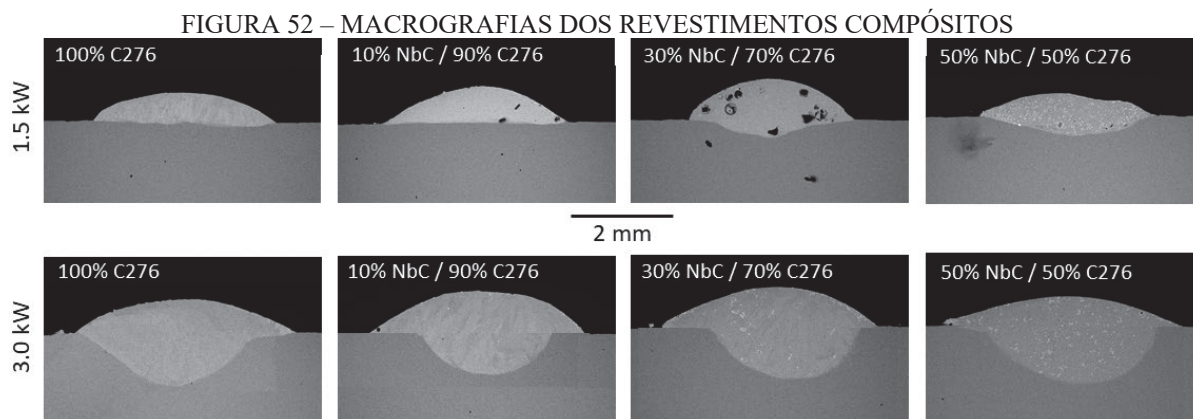 FIGURA 52 – MACROGRAFIAS DOS REVESTIMENTOS COMPÓSITOS
1.5 kW
100% C276
10% NbC / 90% C276
30% NbC / 70% C276
50% NbC / 50% C276
2 mm
3.0 kW
100% C276
10% NbC / 90% C276
30% NbC / 70% C276
50% NbC / 50% C276